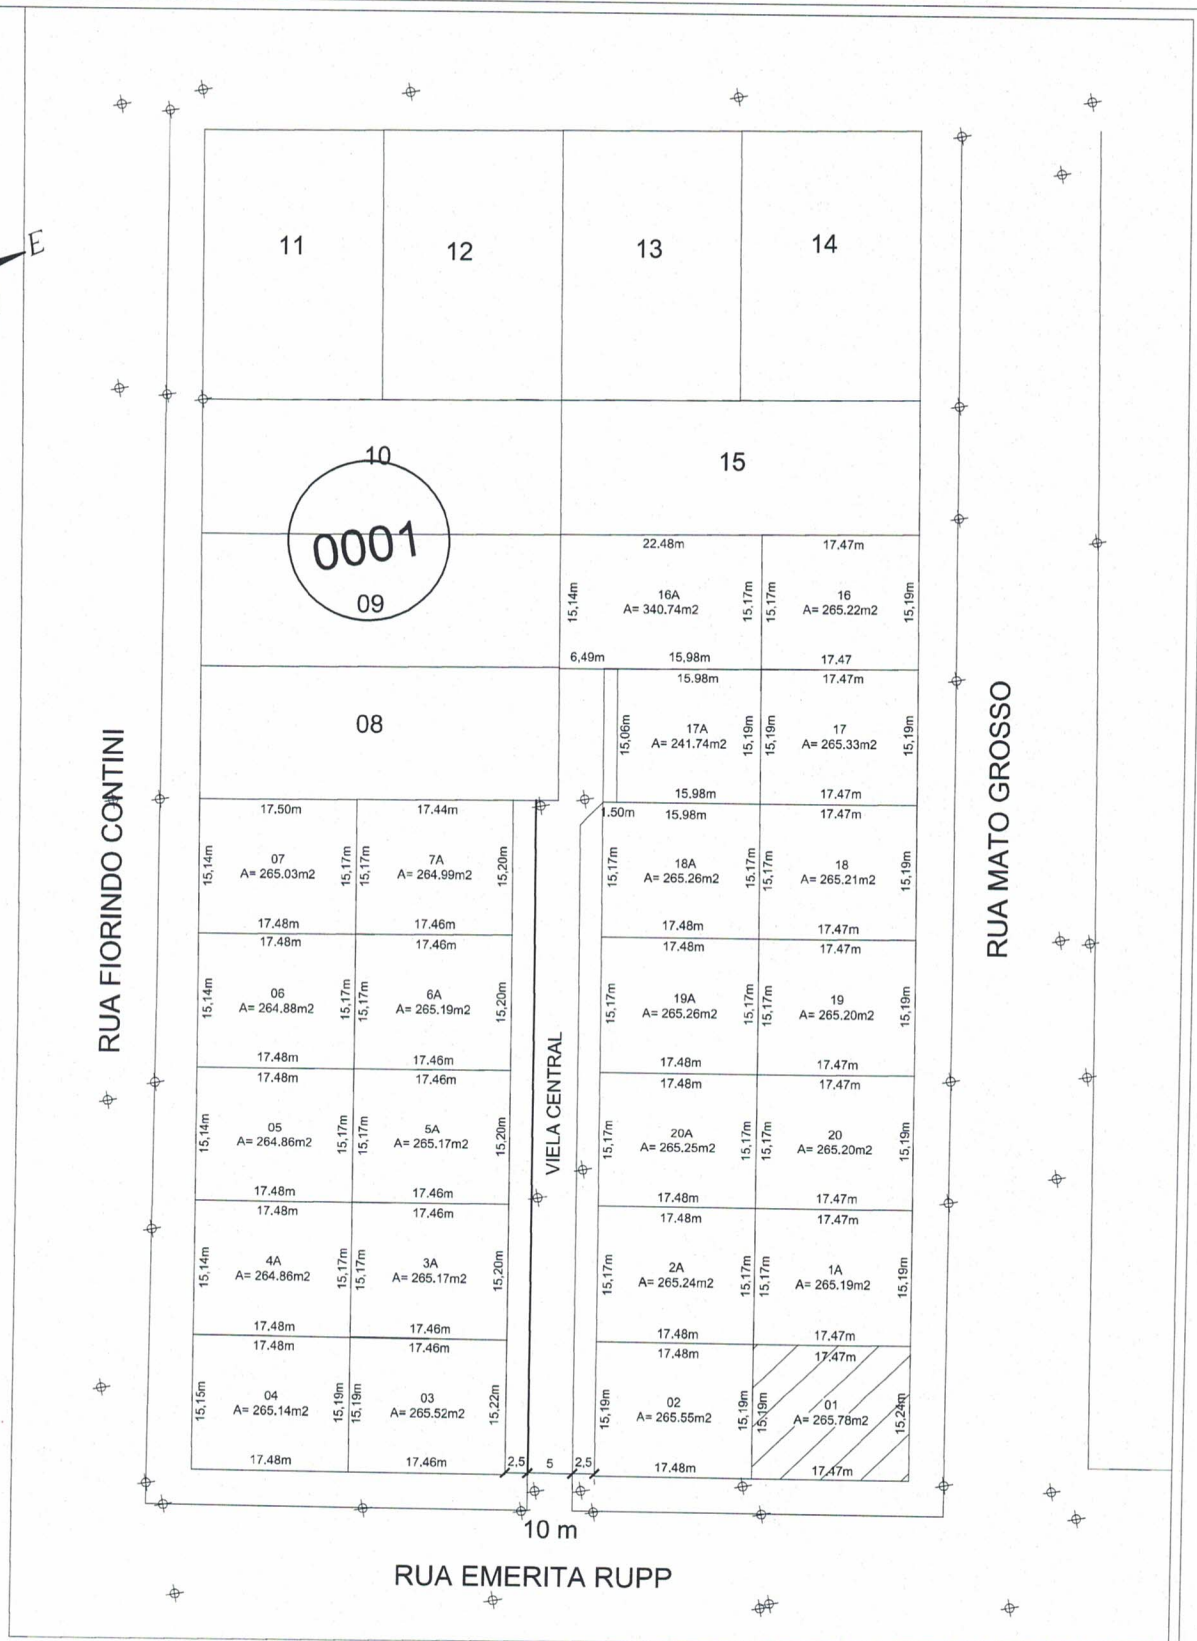 E
11
12
13
14
10
15
0001
09
22.48m
17.47m
15,14m
16A
A= 340.74m2
15,17m
15,17m
16
A= 265.22m2
15,19m
6,49m
15,98m
17.47
08
15.98m
17.47m
15,06m
17A
A= 241.74m2
15,19m
15,19m
17
A= 265.33m2
15,19m
15.98m
17.47m
RUA FIORINDO CONTINI
RUA MATO GROSSO
17.50m
17.44m
1.50m
15.98m
17.47m
15,14m
07
A= 265.03m2
15,17m
15,17m
7A
A= 264.99m2
15,20m
15,17m
18A
A= 265.26m2
15,17m
15,17m
18
A= 265.21m2
15,19m
17.48m
17.46m
17.48m
17.47m
17.48m
17.46m
17.48m
17.47m
15,14m
06
A= 264.88m2
15,17m
15,17m
6A
A= 265.19m2
15,20m
15,17m
19A
A= 265.26m2
15,17m
15,17m
19
A= 265.20m2
15,19m
17.48m
17.46m
17.48m
17.47m
17.48m
17.46m
17.48m
17.47m
VIELA CENTRAL
15,14m
05
A= 264.86m2
15,17m
15,17m
5A
A= 265.17m2
15,20m
15,17m
20A
A= 265.25m2
15,17m
15,17m
20
A= 265.20m2
15,19m
17.48m
17.46m
17.48m
17.47m
17.48m
17.46m
17.48m
17.47m
15,14m
4A
A= 264.86m2
15,17m
15,17m
3A
A= 265.17m2
15,20m
15,17m
2A
A= 265.24m2
15,17m
15,17m
1A
A= 265.19m2
15,19m
17.48m
17.46m
17.48m
17.47m
17.48m
17.46m
17.48m
17.47m
15,15m
04
A= 265.14m2
15,19m
15,19m
03
A= 265.52m2
15,22m
15,19m
02
A= 265.55m2
15,19m
15,19m
01
A= 265.78m2
15,24m
17.48m
17.46m
2,5
5
2,5
17.48m
17.47m
10 m
RUA EMERITA RUPP